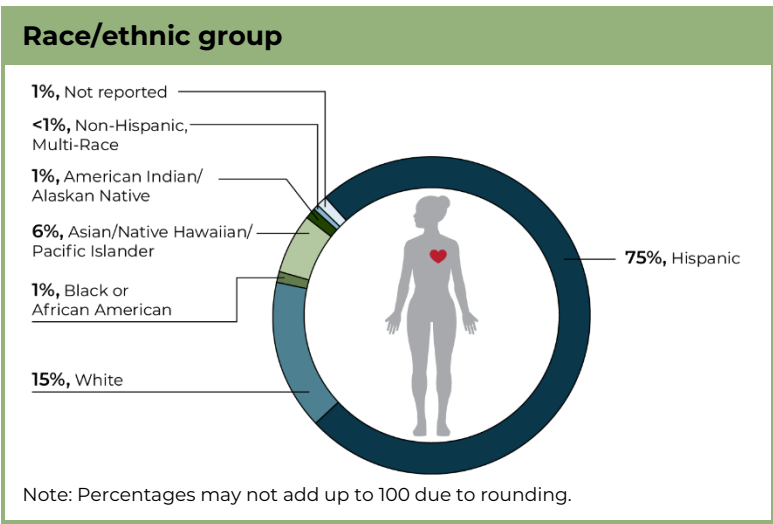 Race/ethnic group
1%, Not reported
<1%, Non-Hispanic,
Multi-Race
1%, American Indian/
Alaskan Native
6%, Asian/Native Hawaiian/
Pacific Islander
75%, Hispanic
1%, Black or
African American
15%, White
Note: Percentages may not add up to 100 due to rounding.